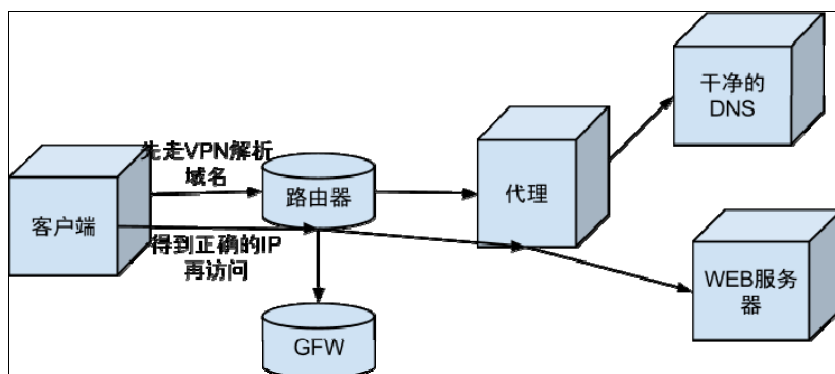 干净的
DNS
先走VPN解析
域名
路由器
代理
客户端
得到正确的IP
再访问
WEB服务
器
GFW